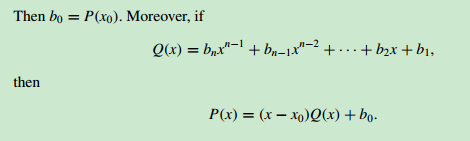 Then b₀ = P(x₀). Moreover, if
Q(x) = bₙxⁿ⁻¹ + bₙ₋₁xⁿ⁻² + · · · + b₂x + b₁,
then
P(x) = (x − x₀)Q(x) + b₀.